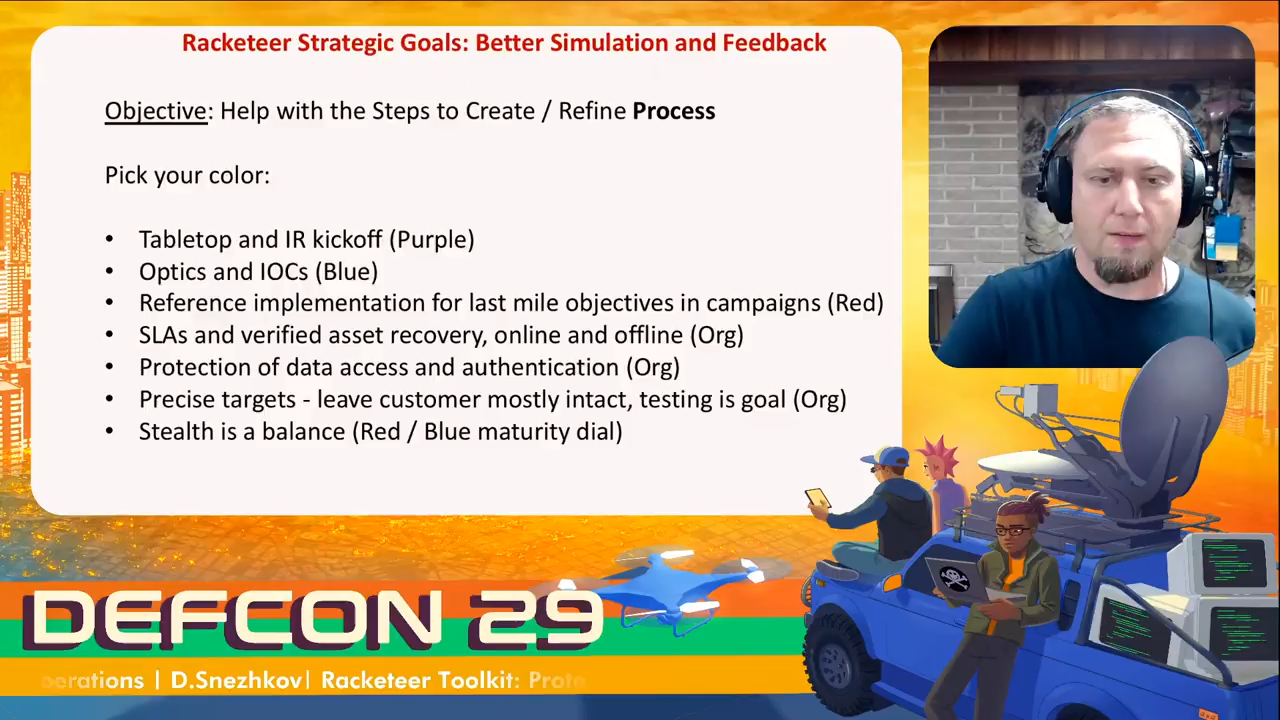 Racketeer Strategic Goals: Better Simulation and Feedback
Objective: Help with the Steps to Create / Refine Process
Pick your color:
• Tabletop and IR kickoff (Purple)
• Optics and IOCs (Blue)
• Reference implementation for last mile objectives in campaigns (Red)
• SLAs and verified asset recovery, online and offline (Org)
• Protection of data access and authentication (Org)
• Precise targets - leave customer mostly intact, testing is goal (Org)
• Stealth is a balance (Red / Blue maturity dial)
DEFCON 29
perations | D.Snezhkov| Racketeer Toolkit: Prot